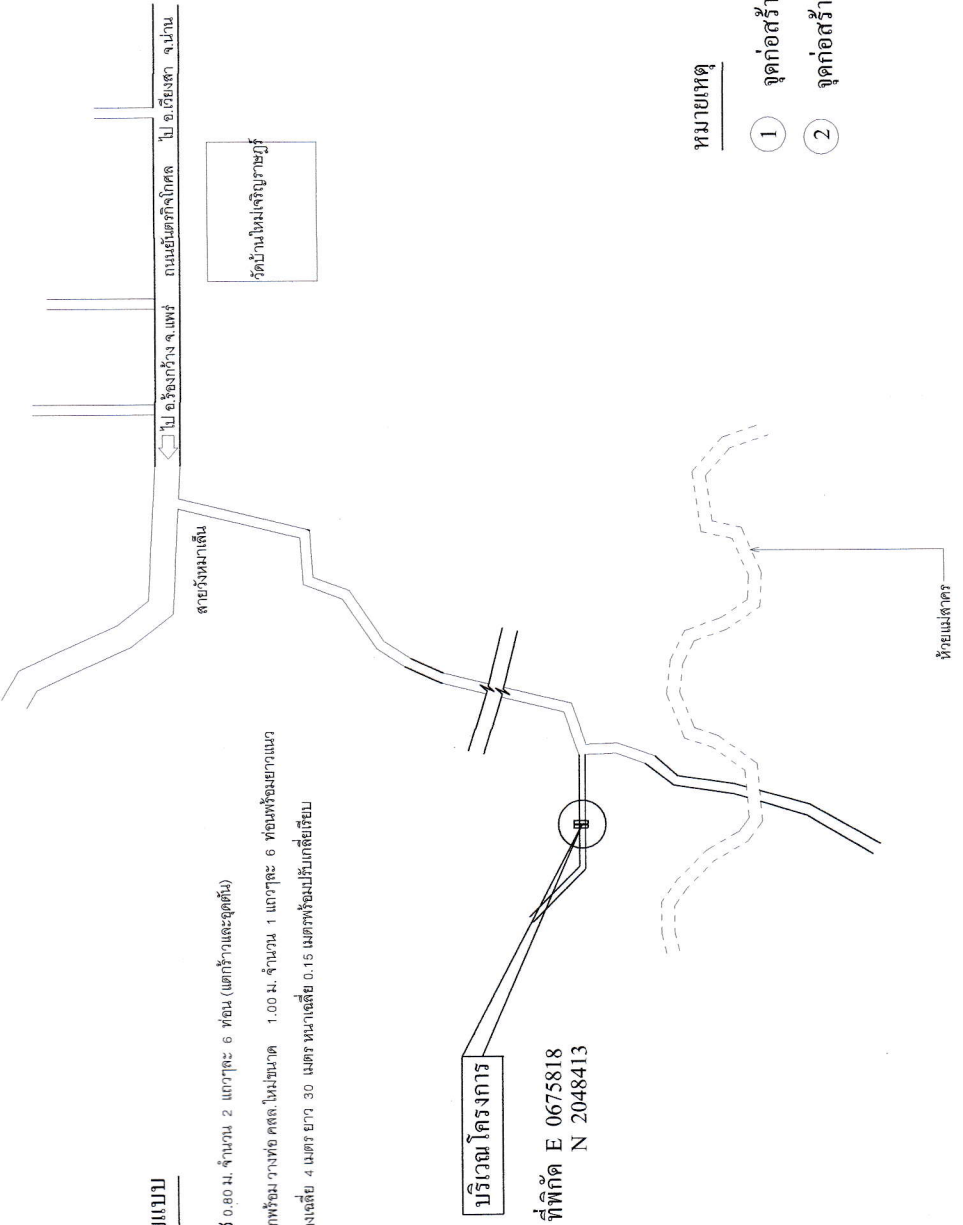 ไป อ.ร้องกว้าง จ.แพร่ ถนนยันตรกิจโกศล ไป อ.เวียงสา จ.น่าน
วัดบ้านใหม่เจริญราษฎร์
สายวังหมาเล็น
ยแบบ
0.80 ม. จำนวน 2 แถวๆละ 6 ท่อน (แตกร้าวและอุดตัน)
กพร้อม วางท่อ คสล.ใหม่ขนาด 1.00 ม. จำนวน 1 แถวๆละ 6 ท่อนพร้อมยาวแนว
งเฉลี่ย 4 เมตร ยาว 30 เมตร หนาเฉลี่ย 0.15 เมตรพร้อมปรับเกลี่ยเรียบ
บริเวณโครงการ
ที่พิกัด E 0675818
N 2048413
ห้วยแม่สาคร
หมายเหตุ
1 จุดก่อสร้า
2 จุดก่อสร้า